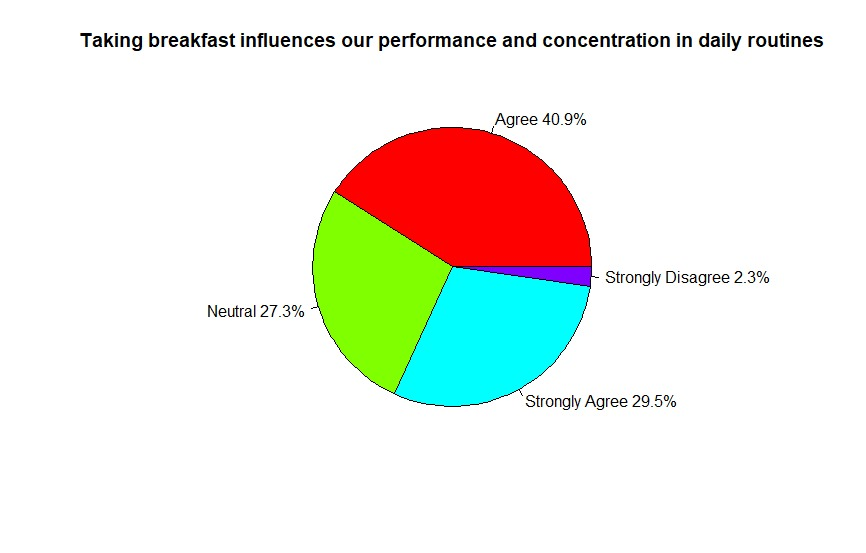 Taking breakfast influences our performance and concentration in daily routines
Agree 40.9%
Strongly Disagree 2.3%
Neutral 27.3%
Strongly Agree 29.5%